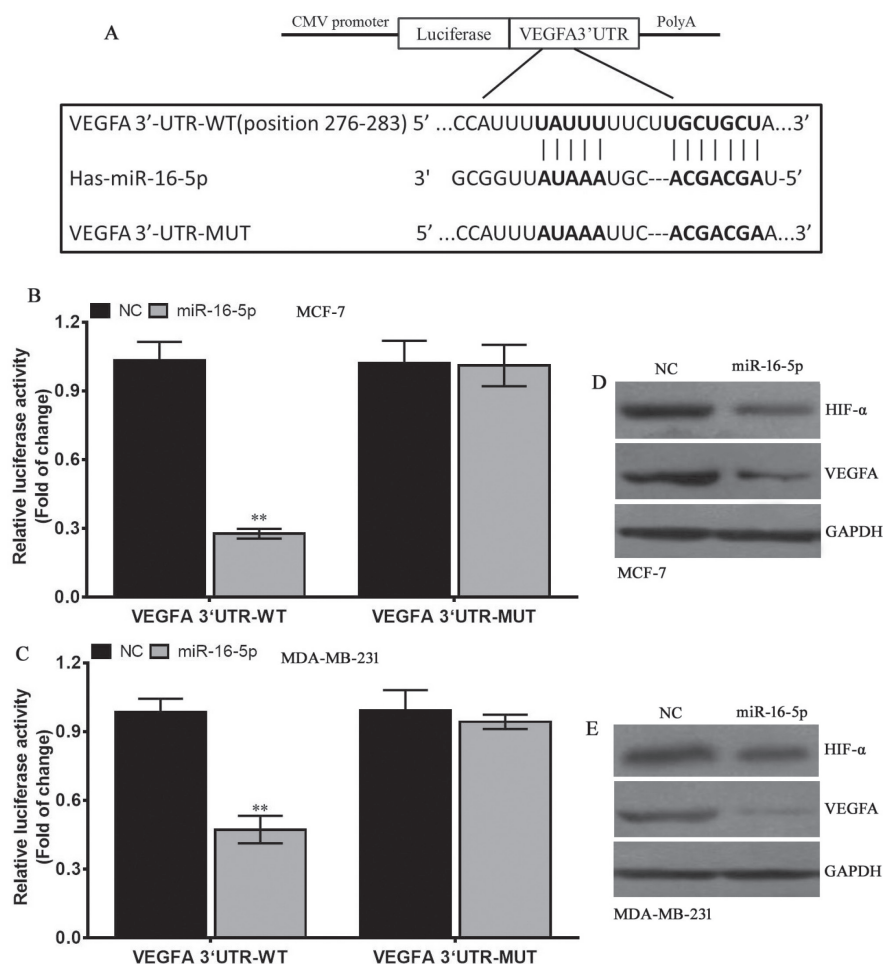 A
CMV promoter
Luciferase
VEGFA3'UTR
PolyA
VEGFA 3'-UTR-WT(position 276-283) 5' ...CCAUUUUAUUUUUCUUGCUGCUA...3'
Has-miR-16-5p 3' GCGGUUAUAAAUGC---ACGACGAU-5'
VEGFA 3'-UTR-MUT 5' ...CCAUUUAUAAAUUC---ACGACGAA...3'
B
NC miR-16-5p MCF-7
Relative luciferase activity
(Fold of change)
1.2
0.9
0.6
0.3
0.0
**
VEGFA 3'UTR-WT VEGFA 3'UTR-MUT
C
NC miR-16-5p MDA-MB-231
Relative luciferase activity
(Fold of change)
1.2
0.9
0.6
0.3
0.0
**
VEGFA 3'UTR-WT VEGFA 3'UTR-MUT
D
NC miR-16-5p
HIF-α
VEGFA
GAPDH
MCF-7
E
NC miR-16-5p
HIF-α
VEGFA
GAPDH
MDA-MB-231